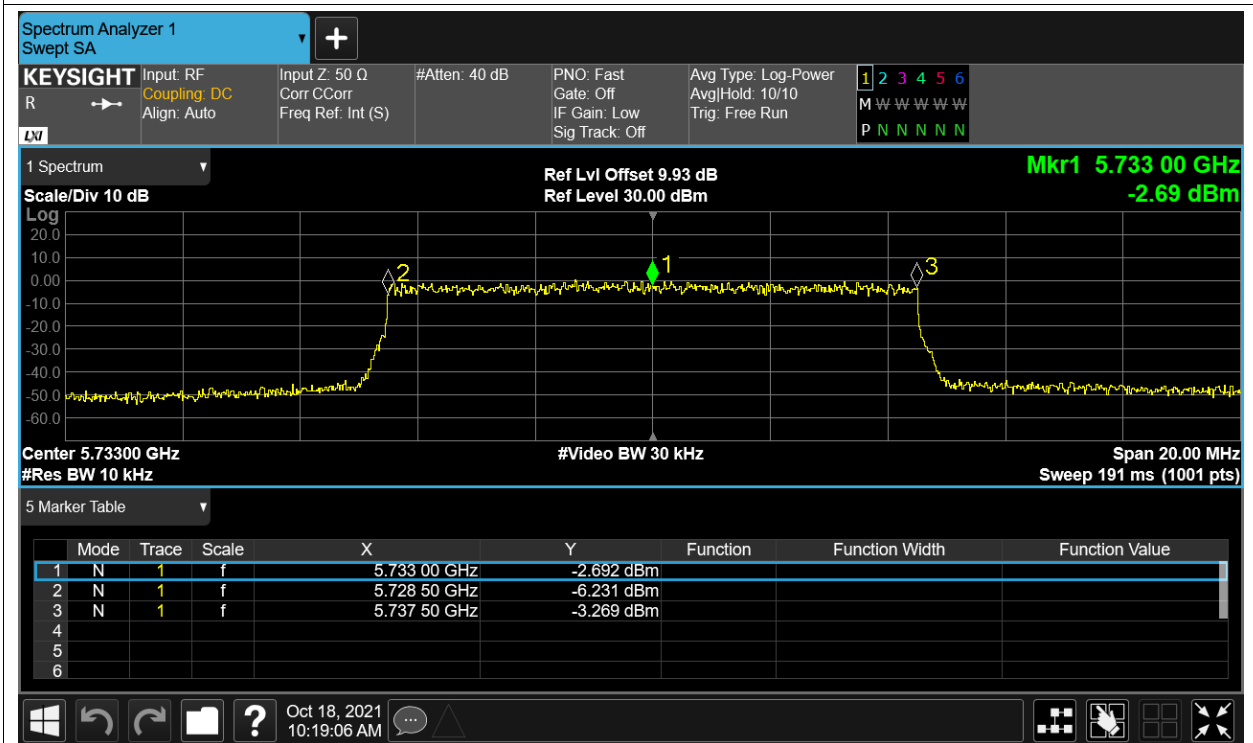 Spectrum Analyzer 1
Swept SA
+
KEYSIGHT Input: RF Input Z: 50 Ω #Atten: 40 dB PNO: Fast Avg Type: Log-Power 1 2 3 4 5 6
R Coupling: DC Corr CCorr Gate: Off Avg|Hold: 10/10 M W W W W W
Align: Auto Freq Ref: Int (S) IF Gain: Low Trig: Free Run
LXI Sig Track: Off P N N N N N
1 Spectrum Ref Lvl Offset 9.93 dB Mkr1 5.733 00 GHz
Scale/Div 10 dB Ref Level 30.00 dBm -2.69 dBm
Log
20.0
10.0
0.00
-10.0
-20.0
-30.0
-40.0
-50.0
-60.0
2 1 3
Center 5.73300 GHz #Video BW 30 kHz Span 20.00 MHz
#Res BW 10 kHz Sweep 191 ms (1001 pts)
5 Marker Table
Mode Trace Scale X Y Function Function Width Function Value
1 N 1 f 5.733 00 GHz -2.692 dBm
2 N 1 f 5.728 50 GHz -6.231 dBm
3 N 1 f 5.737 50 GHz -3.269 dBm
4
5
6
? Oct 18, 2021
10:19:06 AM